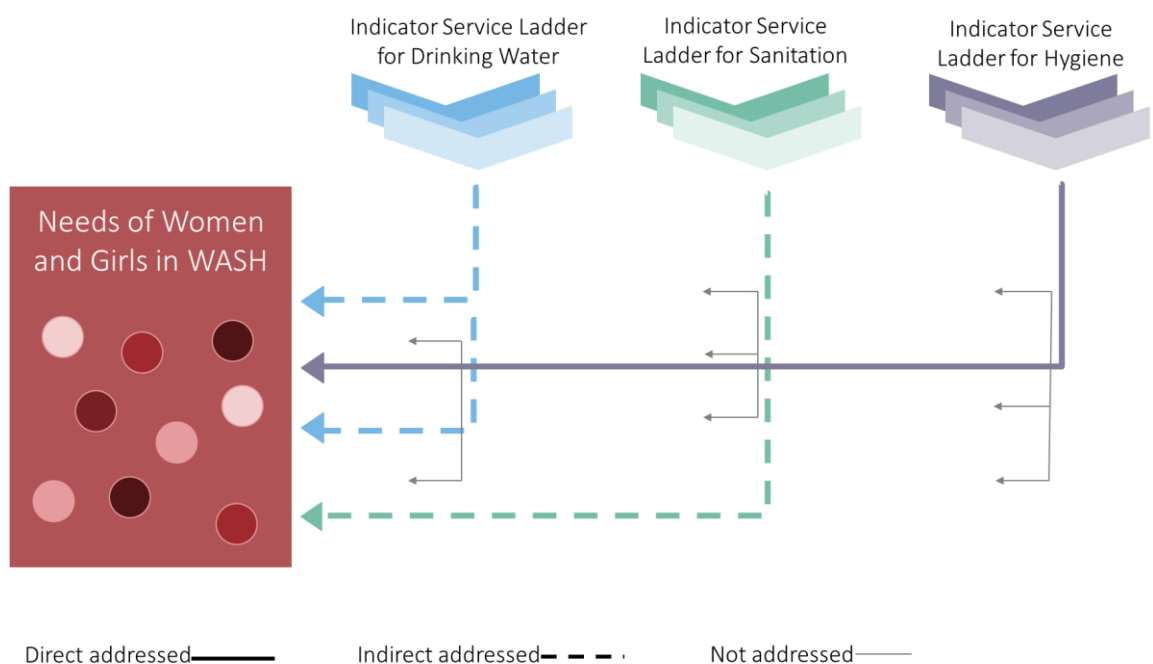 Indicator Service Ladder
for Drinking Water
Indicator Service
Ladder for Sanitation
Indicator Service
Ladder for Hygiene
Needs of Women
and Girls in WASH
Direct addressed
Indirect addressed
Not addressed